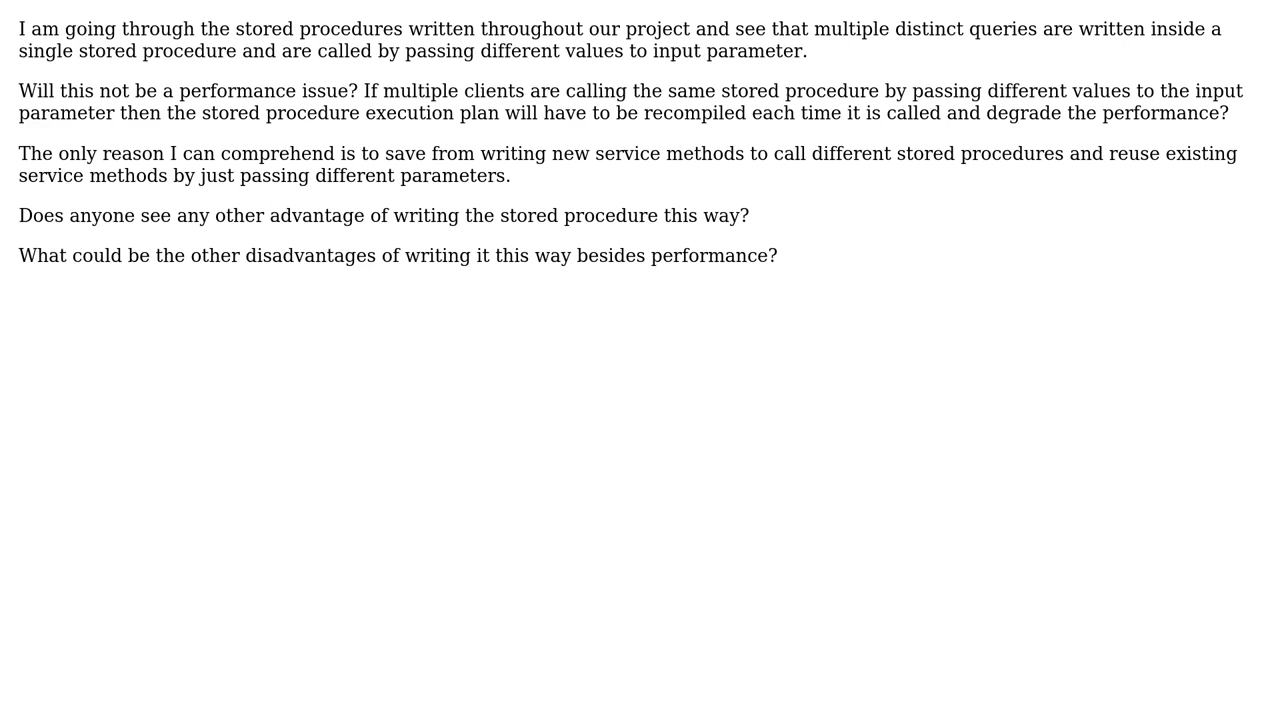 I am going through the stored procedures written throughout our project and see that multiple distinct queries are written inside a
single stored procedure and are called by passing different values to input parameter.
Will this not be a performance issue? If multiple clients are calling the same stored procedure by passing different values to the input
parameter then the stored procedure execution plan will have to be recompiled each time it is called and degrade the performance?
The only reason I can comprehend is to save from writing new service methods to call different stored procedures and reuse existing
service methods by just passing different parameters.
Does anyone see any other advantage of writing the stored procedure this way?
What could be the other disadvantages of writing it this way besides performance?